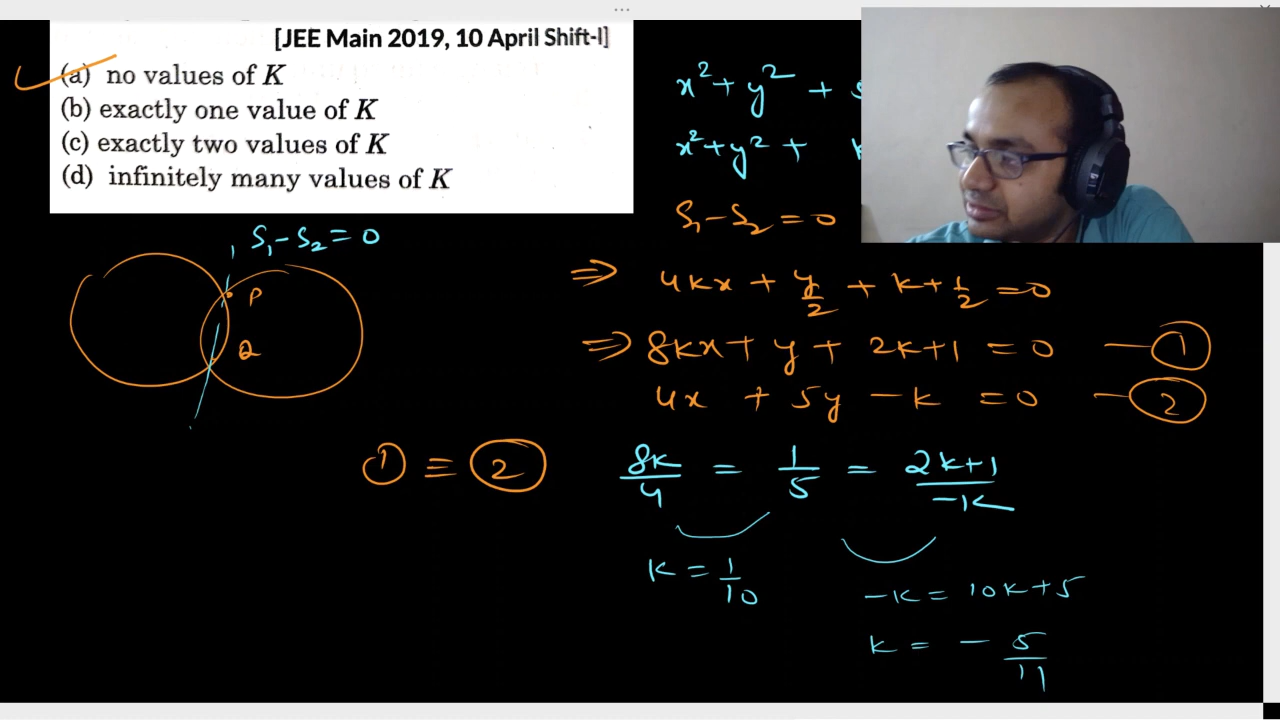 [JEE Main 2019, 10 April Shift-I]
(a) no values of K
(b) exactly one value of K
(c) exactly two values of K
(d) infinitely many values of K
x² + y² + 5
x² + y² + k
S₁ - S₂ = 0
S₁ - S₂ = 0
P
Q
⇒ 4kx + y/2 + k + 1/2 = 0
⇒ 8kx + y + 2k+1 = 0 — ①
4x + 5y - k = 0 — ②
① ≡ ②
8k/4 = 1/5 = 2k+1/-k
k = 1/10
-k = 10k+5
k = - 5/11